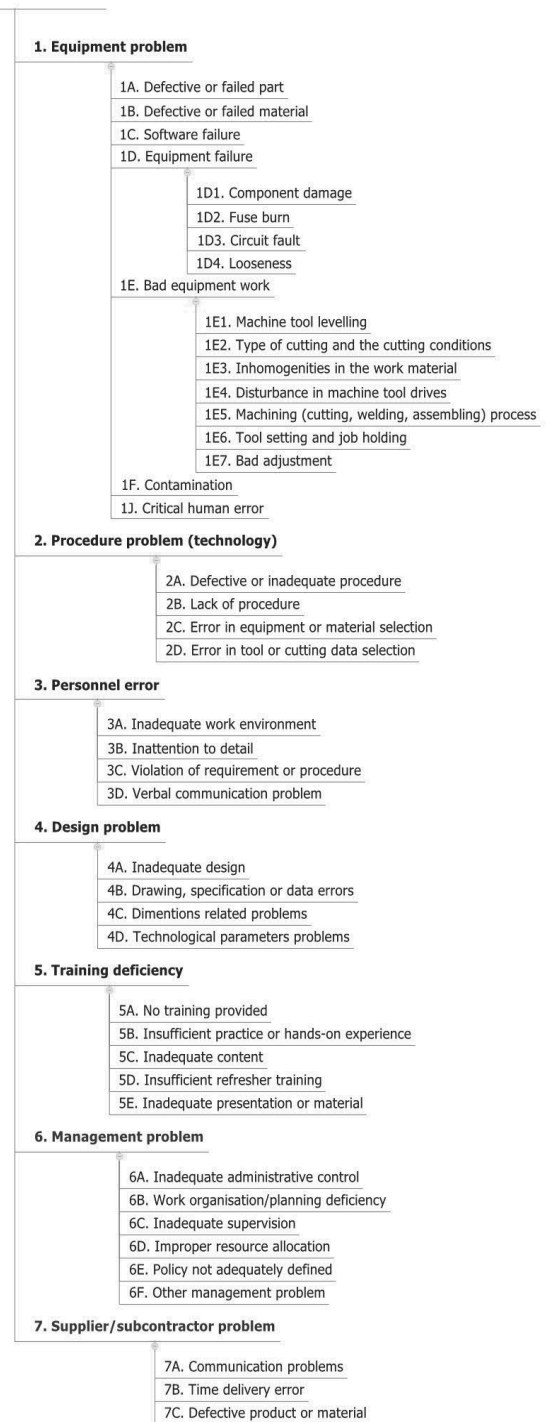 1. Equipment problem
1A. Defective or failed part
1B. Defective or failed material
1C. Software failure
1D. Equipment failure
1D1. Component damage
1D2. Fuse burn
1D3. Circuit fault
1D4. Looseness
1E. Bad equipment work
1E1. Machine tool levelling
1E2. Type of cutting and the cutting conditions
1E3. Inhomogenities in the work material
1E4. Disturbance in machine tool drives
1E5. Machining (cutting, welding, assembling) process
1E6. Tool setting and job holding
1E7. Bad adjustment
1F. Contamination
1J. Critical human error
2. Procedure problem (technology)
2A. Defective or inadequate procedure
2B. Lack of procedure
2C. Error in equipment or material selection
2D. Error in tool or cutting data selection
3. Personnel error
3A. Inadequate work environment
3B. Inattention to detail
3C. Violation of requirement or procedure
3D. Verbal communication problem
4. Design problem
4A. Inadequate design
4B. Drawing, specification or data errors
4C. Dimentions related problems
4D. Technological parameters problems
5. Training deficiency
5A. No training provided
5B. Insufficient practice or hands-on experience
5C. Inadequate content
5D. Insufficient refresher training
5E. Inadequate presentation or material
6. Management problem
6A. Inadequate administrative control
6B. Work organisation/planning deficiency
6C. Inadequate supervision
6D. Improper resource allocation
6E. Policy not adequately defined
6F. Other management problem
7. Supplier/subcontractor problem
7A. Communication problems
7B. Time delivery error
7C. Defective product or material